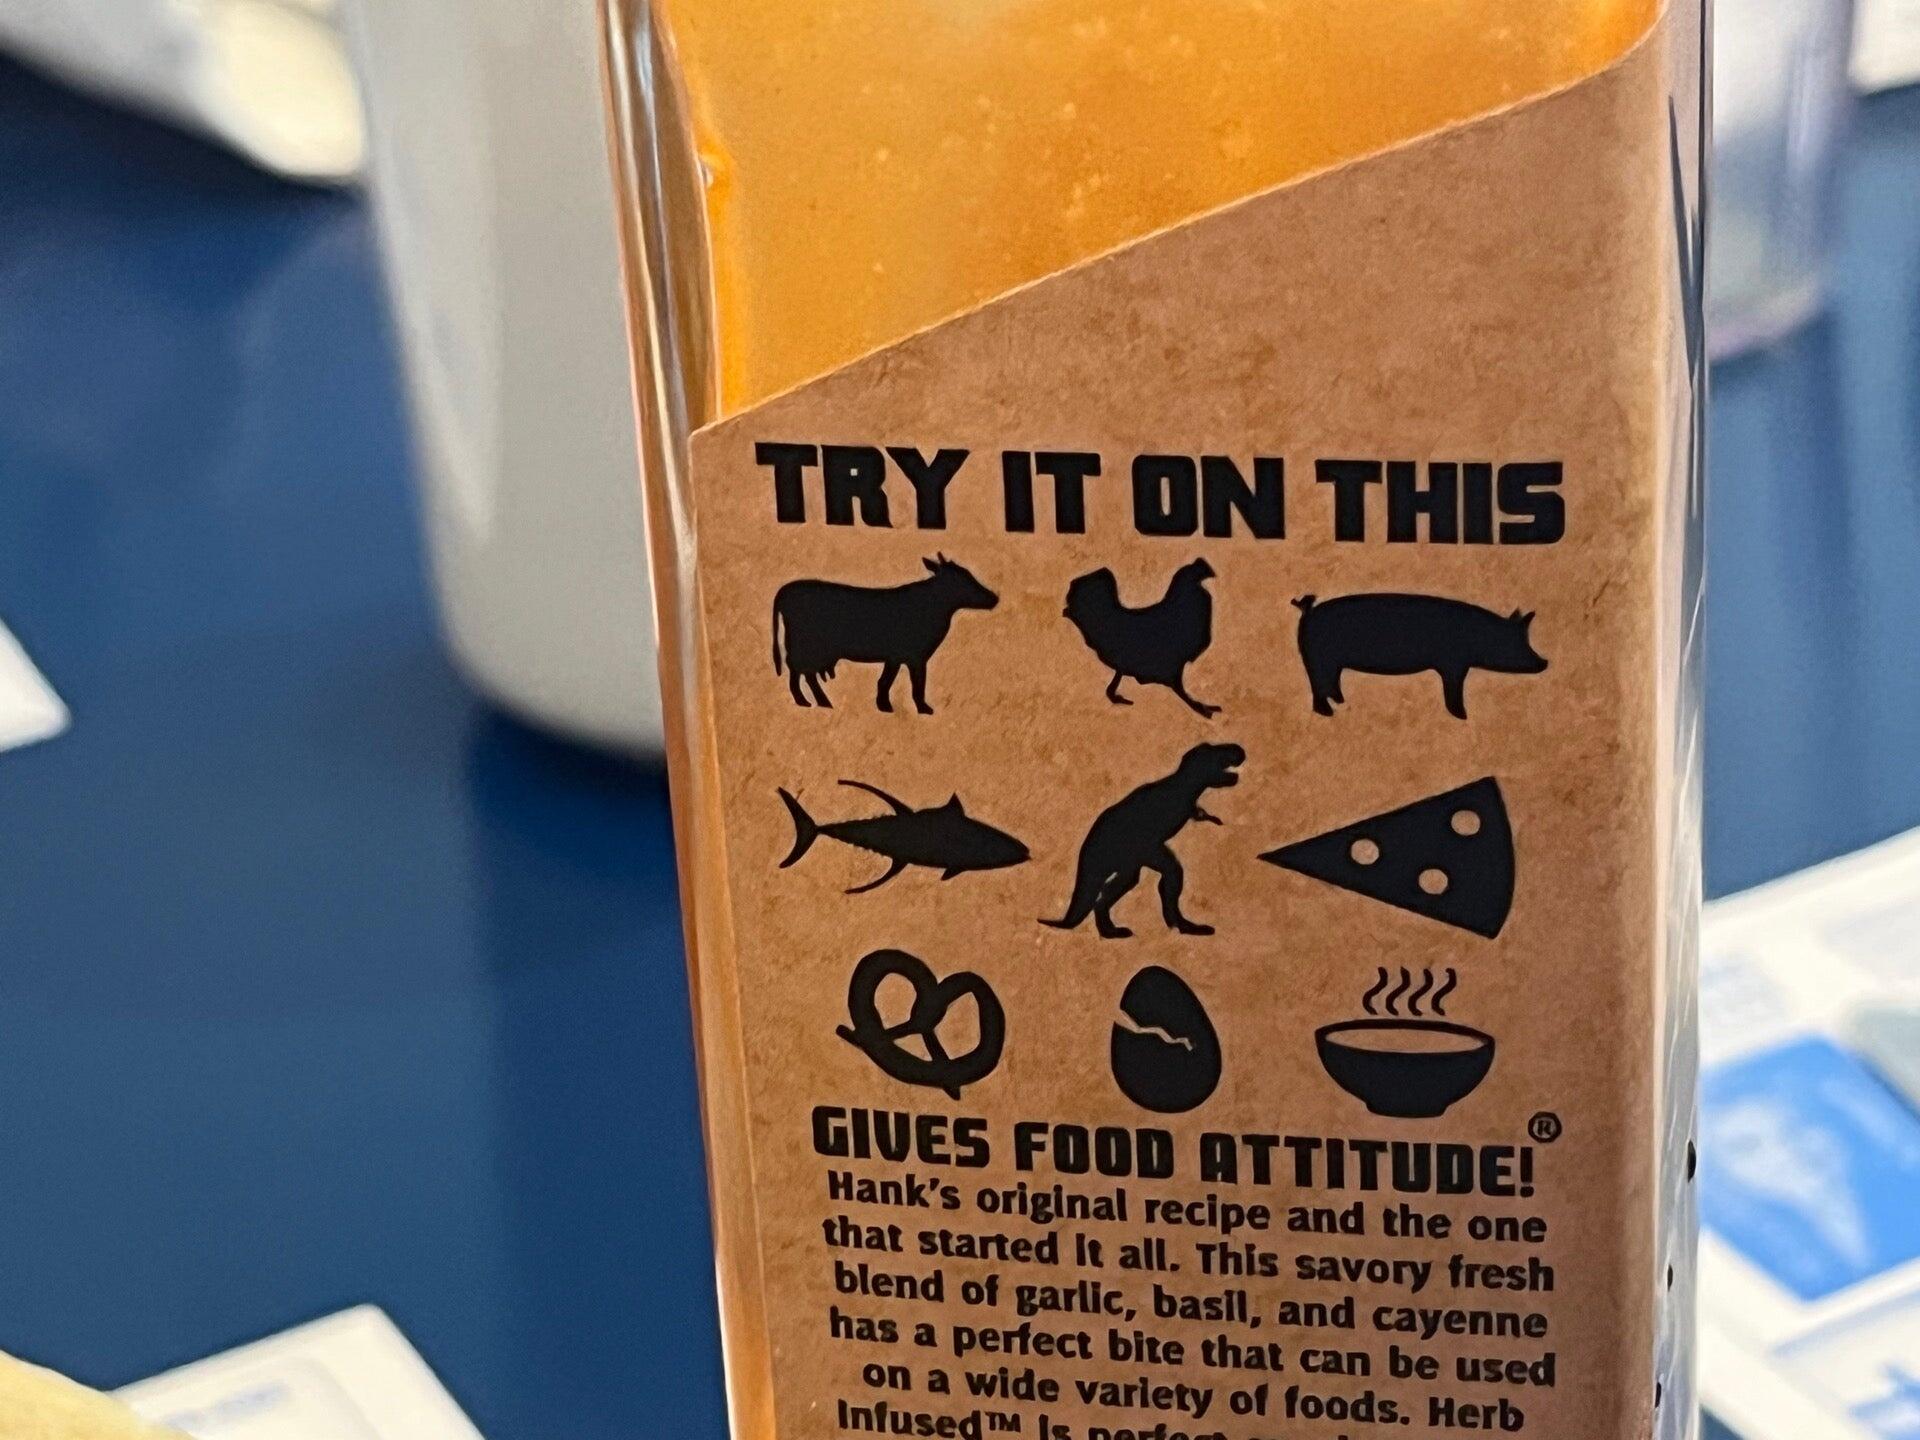 TRY IT ON THIS
GIVES FOOD ATTITUDE!®
Hank's original recipe and the one
that started it all. This savory fresh
blend of garlic, basil, and cayenne
has a perfect bite that can be used
on a wide variety of foods. Herb
Infused™ is perfect